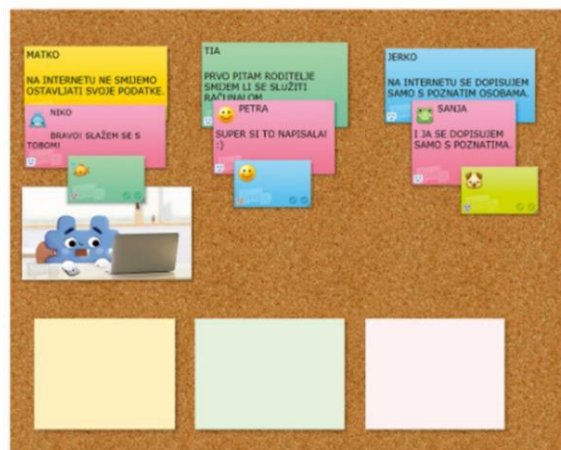 MATKO
NA INTERNETU NE SMIJEMO
OSTAVLJATI SVOJE PODATKE.
NIKO
BRAVO! SLAŽEM SE S
TOBOM!
TIA
PRVO PITAM RODITELJE
SMIJEM LI SE SLUŽITI
RAČUNALOM
PETRA
SUPER SI TO NAPISALA!
:)
JERKO
NA INTERNETU SE DOPISUJEM
SAMO S POZNATIM OSOBAMA.
SANJA
I JA SE DOPISUJEM
SAMO S POZNATIMA.